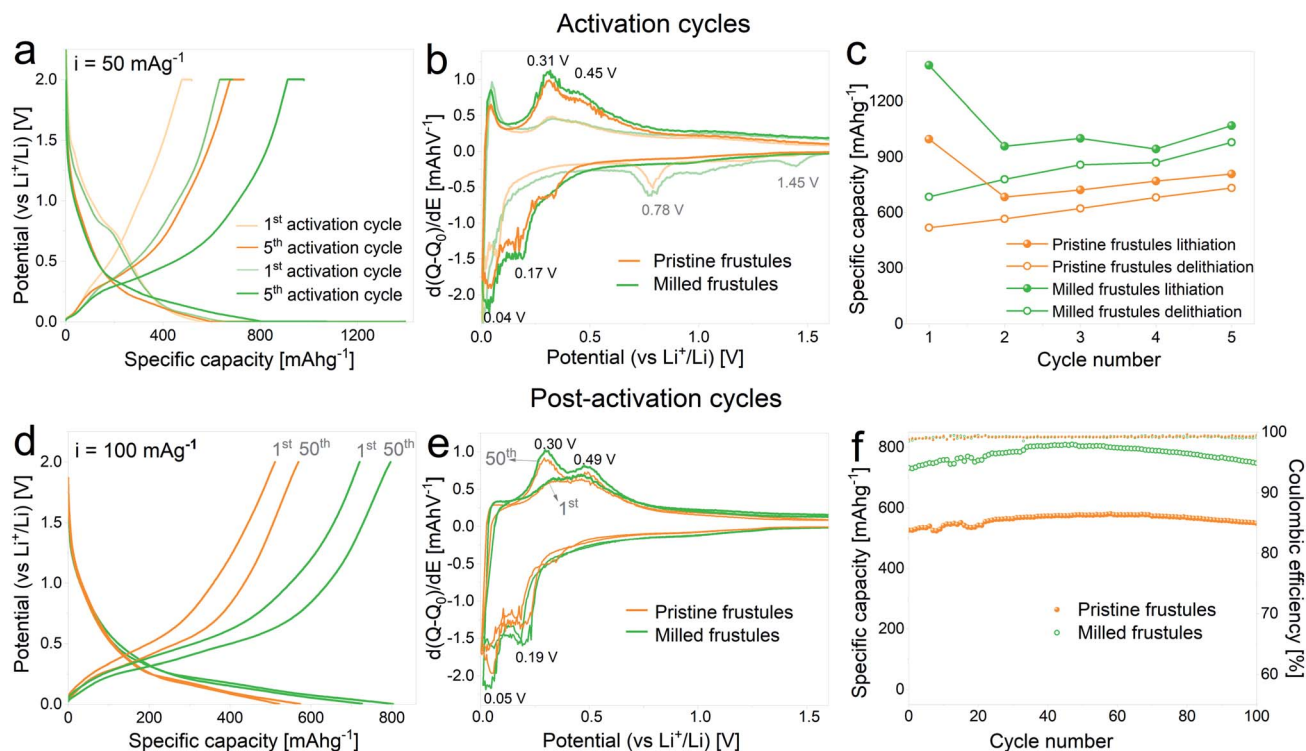 Activation cycles
a
i = 50 mAg⁻¹
Potential (vs Li⁺/Li) [V]
2.0
1.5
1.0
0.5
0.0
1ˢᵗ activation cycle
5ᵗʰ activation cycle
1ˢᵗ activation cycle
5ᵗʰ activation cycle
0
400
800
1200
Specific capacity [mAhg⁻¹]
b
d(Q-Q₀)/dE [mAhV⁻¹]
1.0
0.5
0.0
-0.5
-1.0
-1.5
-2.0
0.31 V
0.45 V
1.45 V
0.78 V
0.17 V
0.04 V
Pristine frustules
Milled frustules
0.0
0.5
1.0
1.5
Potential (vs Li⁺/Li) [V]
c
Specific capacity [mAhg⁻¹]
1200
900
600
300
0
Pristine frustules lithiation
Pristine frustules delithiation
Milled frustules lithiation
Milled frustules delithiation
1
2
3
4
5
Cycle number
Post-activation cycles
d
i = 100 mAg⁻¹
1ˢᵗ 50ᵗʰ
1ˢᵗ 50ᵗʰ
Potential (vs Li⁺/Li) [V]
2.0
1.5
1.0
0.5
0.0
0
200
400
600
800
Specific capacity [mAhg⁻¹]
e
d(Q-Q₀)/dE [mAhV⁻¹]
1.0
0.5
0.0
-0.5
-1.0
-1.5
-2.0
0.30 V
50ᵗʰ
0.49 V
1ˢᵗ
0.19 V
0.05 V
Pristine frustules
Milled frustules
0.0
0.5
1.0
1.5
Potential (vs Li⁺/Li) [V]
f
Specific capacity [mAhg⁻¹]
800
600
400
200
0
800
600
400
200
0
Pristine frustules
Milled frustules
100
90
80
70
60
Coulombic efficiency [%]
0
20
40
60
80
100
Cycle number